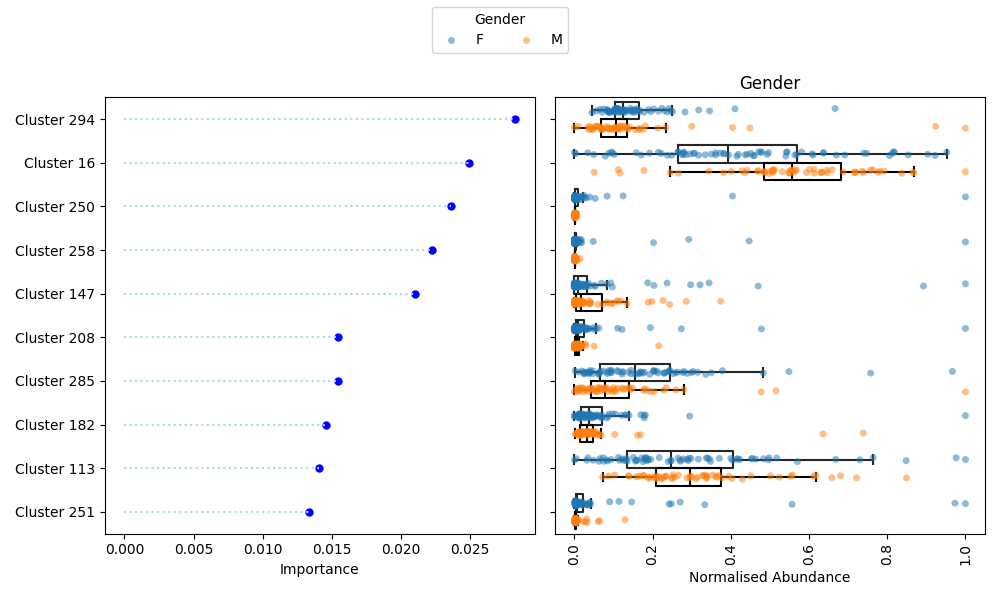 Gender
F M
Gender
Cluster 294
Cluster 16
Cluster 250
Cluster 258
Cluster 147
Cluster 208
Cluster 285
Cluster 182
Cluster 113
Cluster 251
0.000 0.005 0.010 0.015 0.020 0.025
Importance
0.0 0.2 0.4 0.6 0.8 1.0
Normalised Abundance